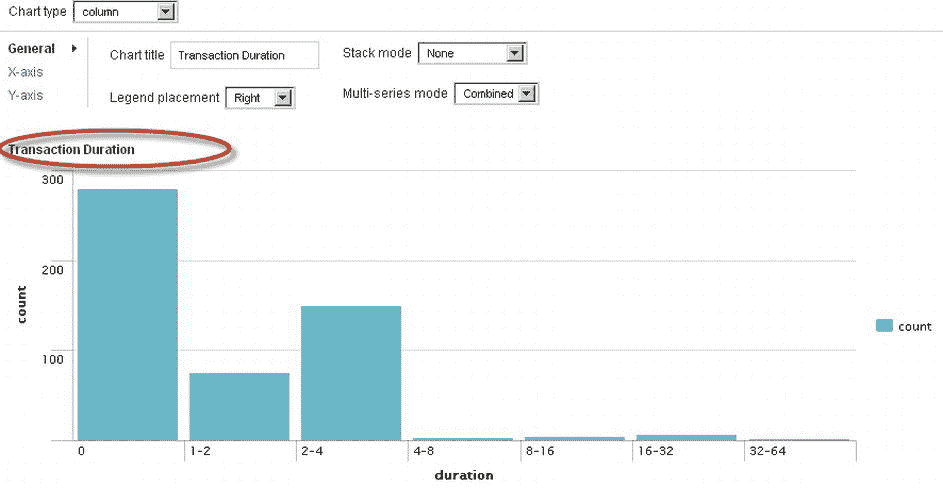 Chart type column
General
X-axis
Y-axis
Chart title Transaction Duration
Stack mode None
Legend placement Right
Multi-series mode Combined
Transaction Duration
300
200
100
count
0 1-2 2-4 4-8 8-16 16-32 32-64
duration
count